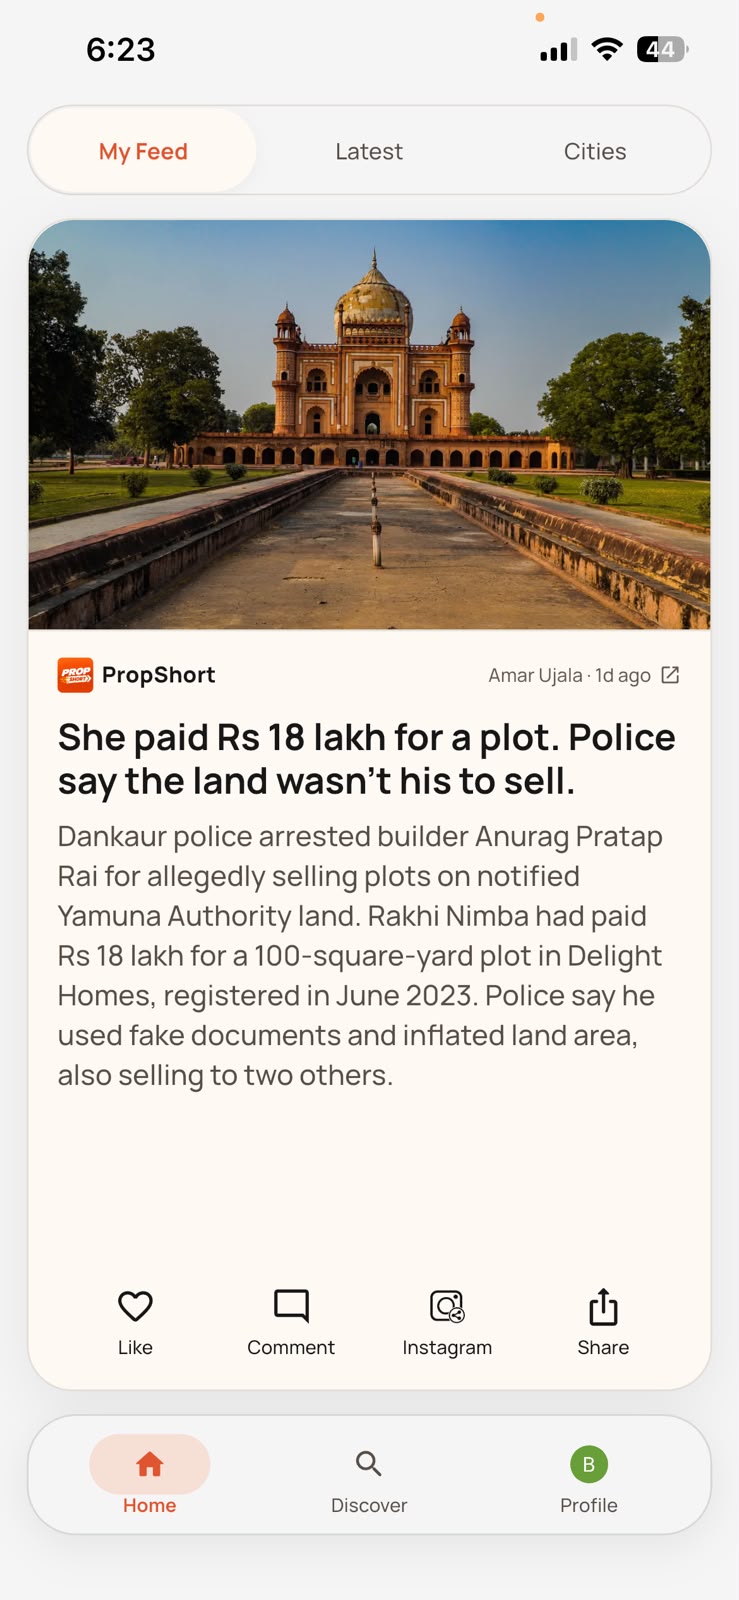 6:23
44
My Feed
Latest
Cities
PROP
SHORT
PropShort
Amar Ujala · 1d ago
She paid Rs 18 lakh for a plot. Police
say the land wasn't his to sell.
Dankaur police arrested builder Anurag Pratap
Rai for allegedly selling plots on notified
Yamuna Authority land. Rakhi Nimba had paid
Rs 18 lakh for a 100-square-yard plot in Delight
Homes, registered in June 2023. Police say he
used fake documents and inflated land area,
also selling to two others.
Like
Comment
Instagram
Share
Home
Discover
B
Profile